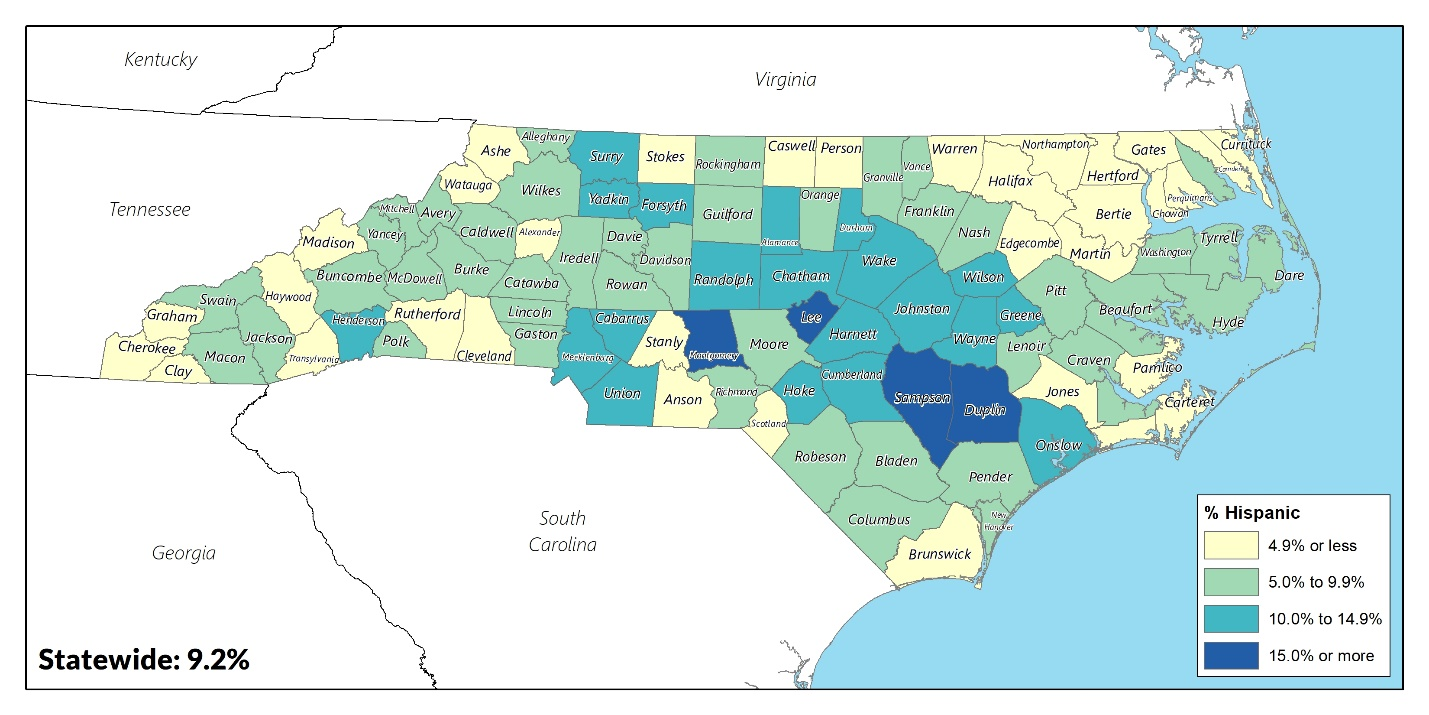 Kentucky
Virginia
Tennessee
Alleghany
Ashe
Surry
Stokes
Rockingham
Caswell
Person
Granville
Vance
Warren
Northampton
Gates
Currituck
Camden
Halifax
Hertford
Watauga
Wilkes
Yadkin
Forsyth
Guilford
Alamance
Orange
Durham
Franklin
Nash
Bertie
Chowan
Perquimans
Mitchell
Avery
Yancey
Madison
Caldwell
Alexander
Iredell
Davie
Davidson
Wake
Edgecombe
Martin
Washington
Tyrrell
Dare
Buncombe
McDowell
Burke
Catawba
Rowan
Randolph
Chatham
Wilson
Pitt
Beaufort
Hyde
Swain
Haywood
Graham
Jackson
Henderson
Rutherford
Polk
Lincoln
Gaston
Cabarrus
Lee
Harnett
Johnston
Greene
Cherokee
Clay
Macon
Transylvania
Cleveland
Mecklenburg
Stanly
Montgomery
Moore
Wayne
Lenoir
Craven
Pamlico
Union
Anson
Richmond
Hoke
Cumberland
Sampson
Duplin
Jones
Carteret
Scotland
Onslow
Robeson
Bladen
Pender
Columbus
New
Hanover
Brunswick
South
Carolina
Georgia
Statewide: 9.2%
% Hispanic
4.9% or less
5.0% to 9.9%
10.0% to 14.9%
15.0% or more